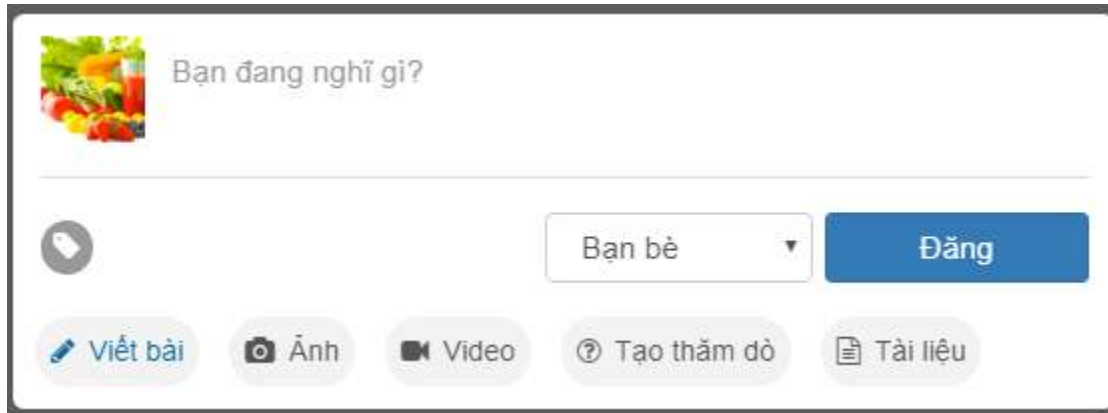 Bạn đang nghĩ gì?
Bạn bè Đăng
Viết bài Ảnh Video Tạo thăm dò Tài liệu